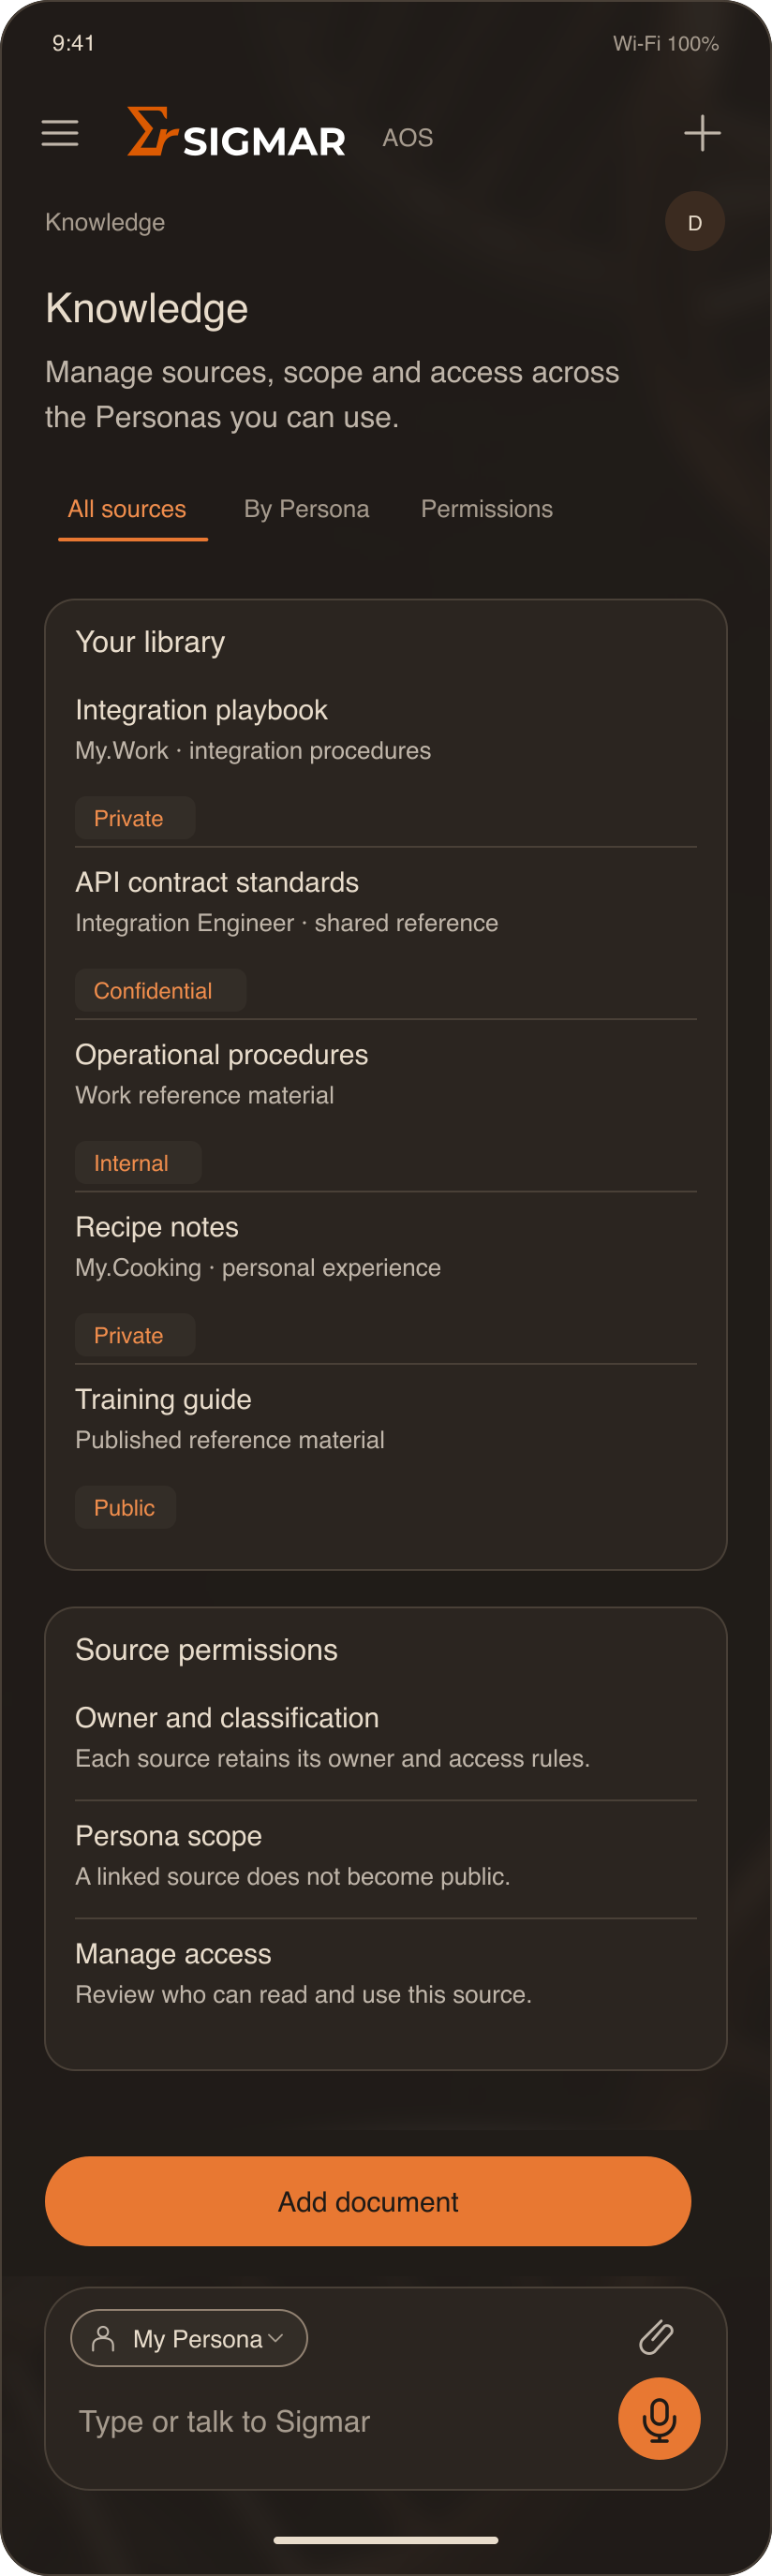 9:41
Wi-Fi 100%
Σr SIGMAR AOS
Knowledge
D
Knowledge
Manage sources, scope and access across
the Personas you can use.
All sources By Persona Permissions
Your library
Integration playbook
My.Work · integration procedures
Private
API contract standards
Integration Engineer · shared reference
Confidential
Operational procedures
Work reference material
Internal
Recipe notes
My.Cooking · personal experience
Private
Training guide
Published reference material
Public
Source permissions
Owner and classification
Each source retains its owner and access rules.
Persona scope
A linked source does not become public.
Manage access
Review who can read and use this source.
Add document
My Persona
Type or talk to Sigmar